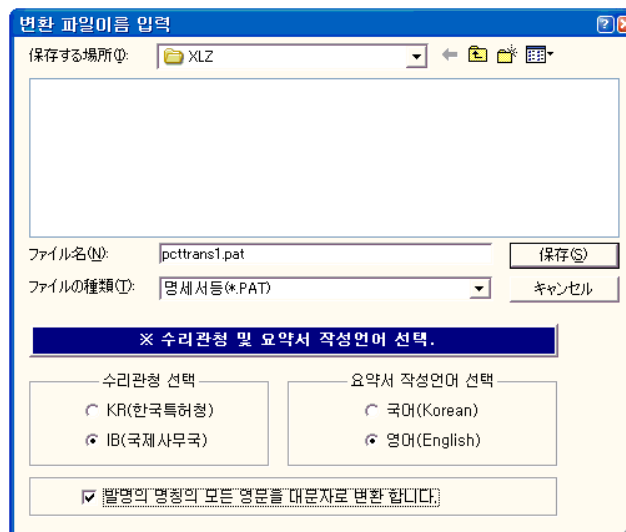 변환 파일이름 입력
保存する場所(I):
XLZ
ファイル名(N):
pcttrans1.pat
保存(S)
ファイルの種類(T):
명세서등(*.PAT)
キャンセル
※ 수리관청 및 요약서 작성언어 선택.
수리관청 선택
KR(한국특허청)
IB(국제사무국)
요약서 작성언어 선택
국어(Korean)
영어(English)
발명의 명칭의 모든 영문을 대문자로 변환 합니다.